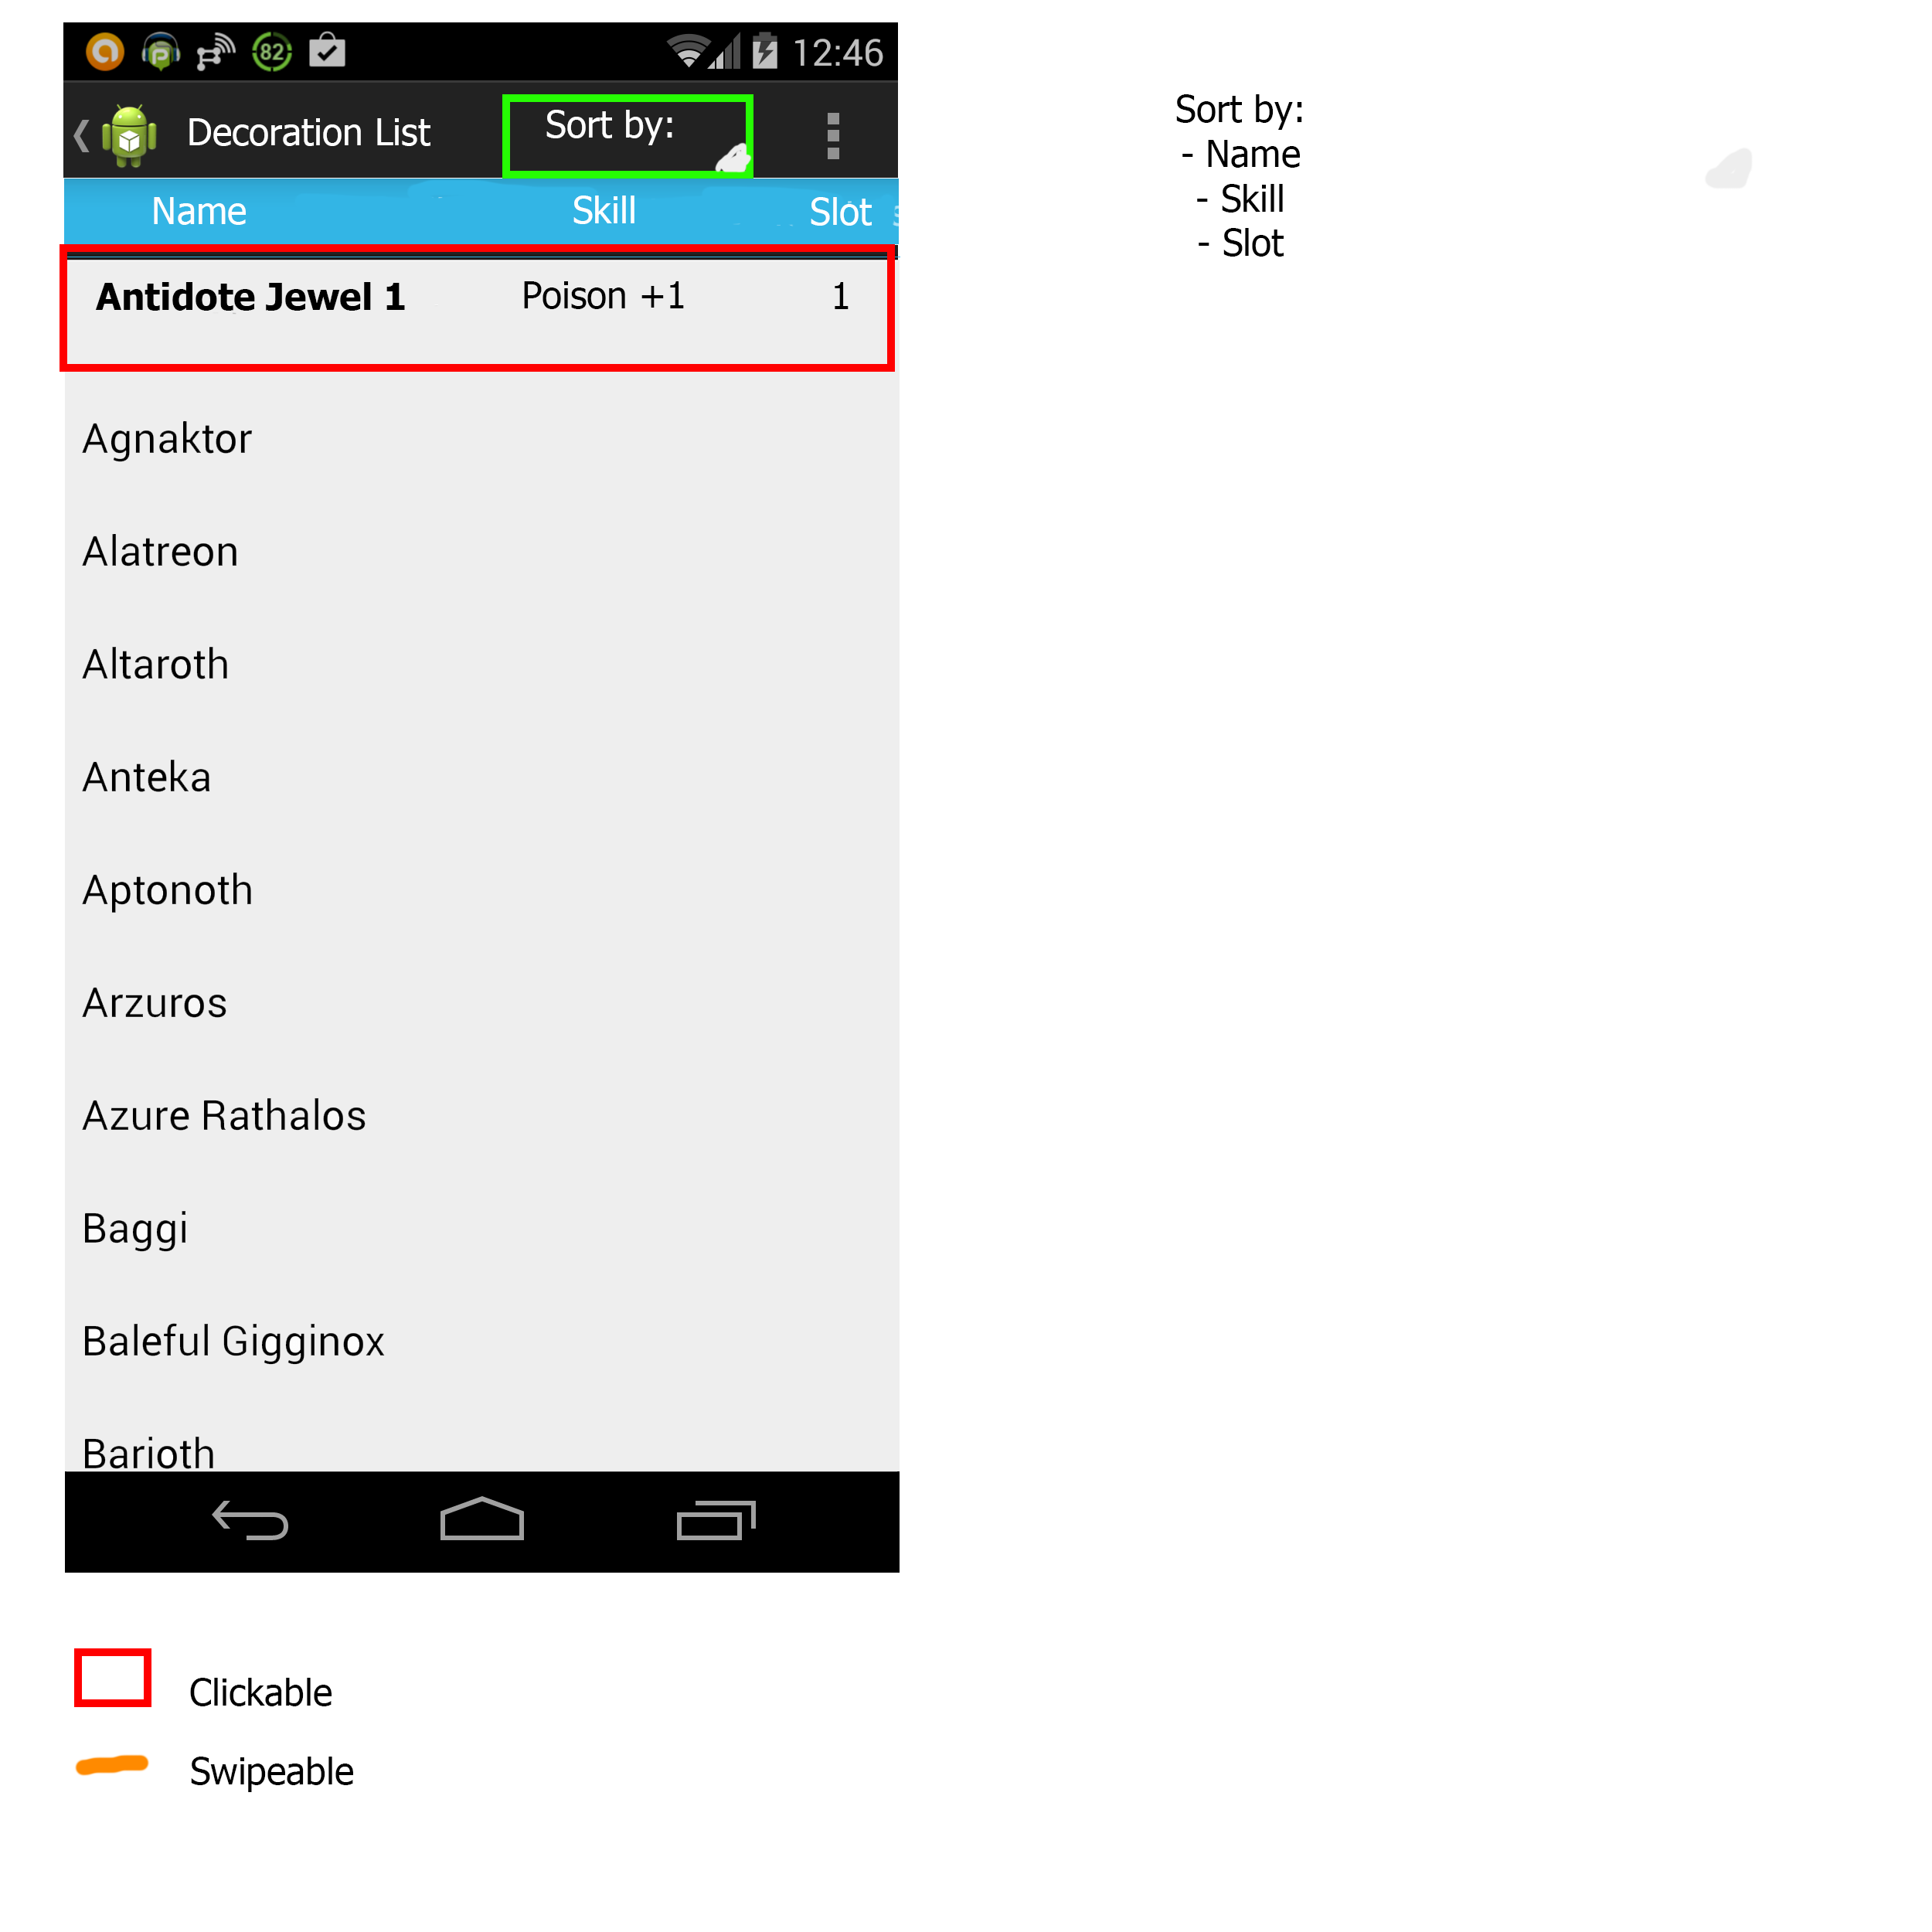 82 12:46
Decoration List Sort by:
Name Skill Slot
Antidote Jewel 1 Poison +1 1
Agnaktor
Alatreon
Altaroth
Anteka
Aptonoth
Arzuros
Azure Rathalos
Baggi
Baleful Gigginox
Barioth
Clickable
Swipeable
Sort by:
- Name
- Skill
- Slot